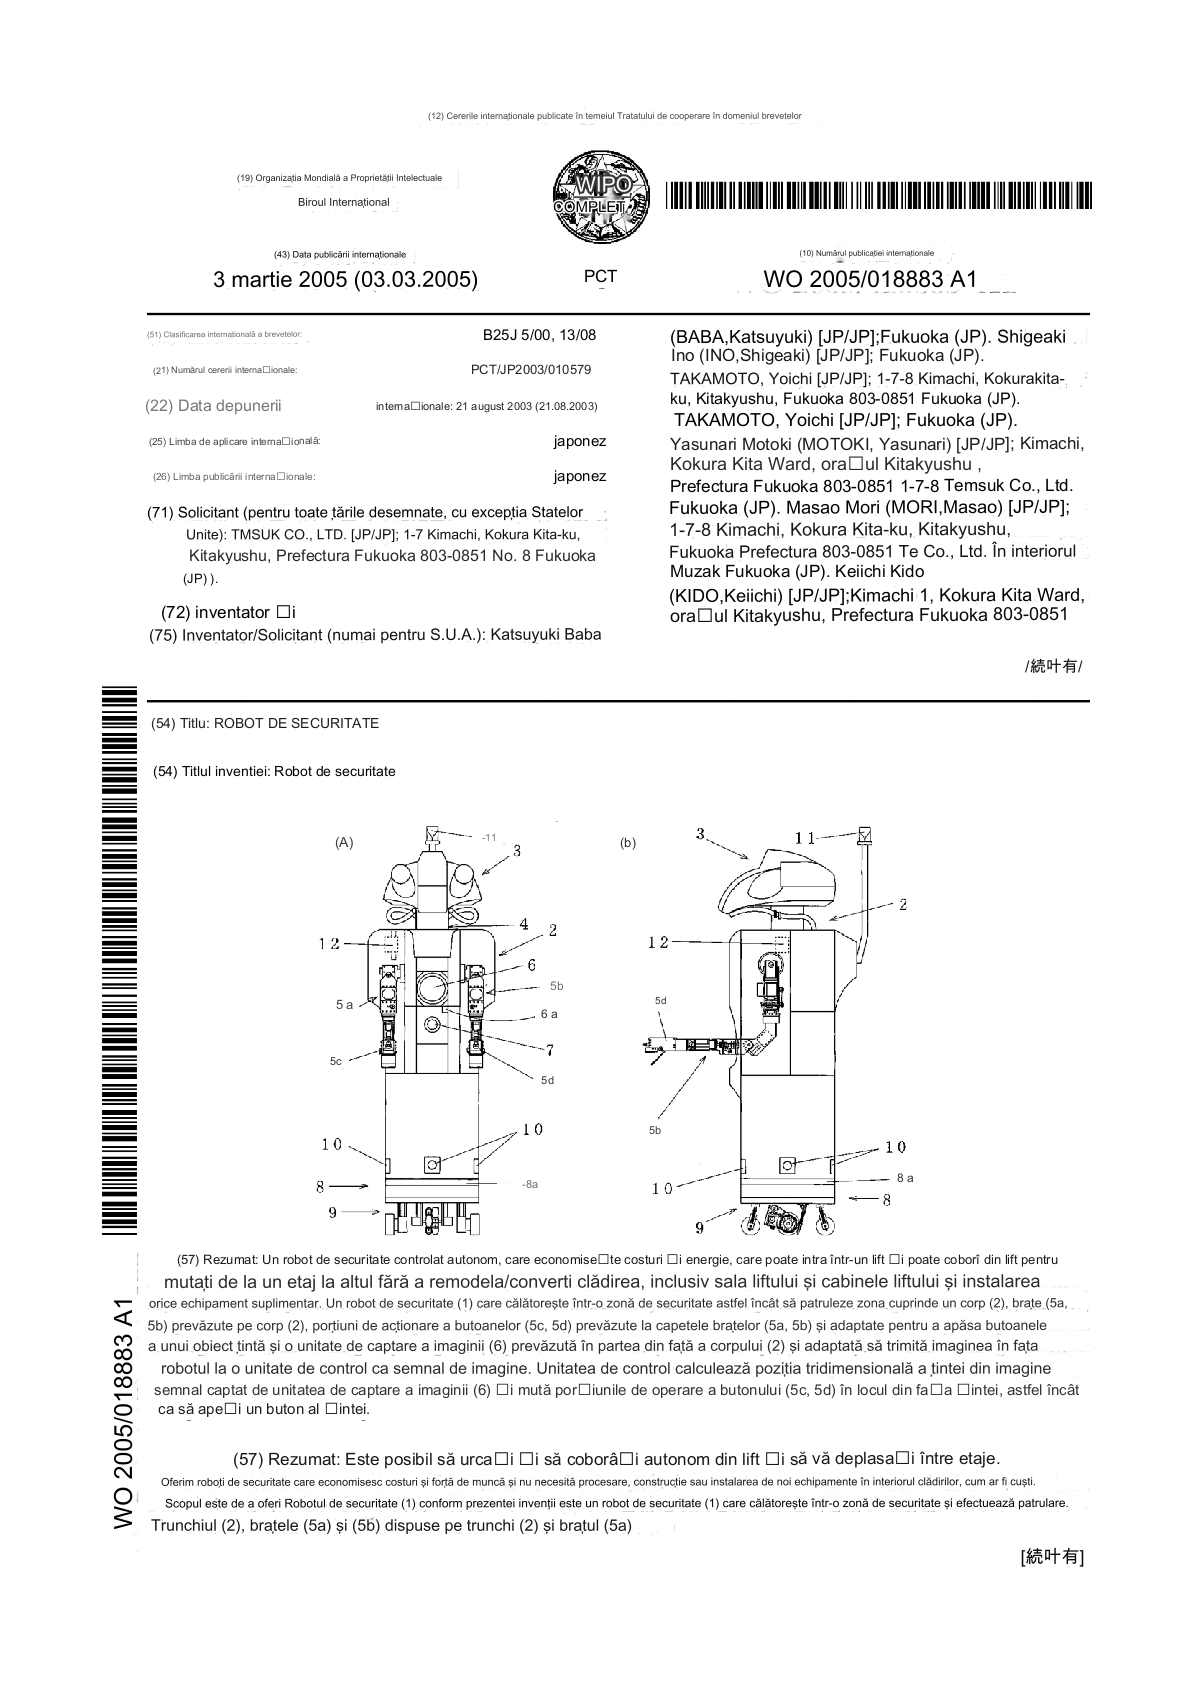 (12) Cererile internaționale publicate în temeiul Tratatului de cooperare în domeniul brevetelor
(19) Organizația Mondială a Proprietății Intelectuale
Biroul Internațional
WIPO
COMPLET
(43) Data publicării internaționale
3 martie 2005 (03.03.2005)
PCT
(10) Numărul publicației internaționale
WO 2005/018883 A1
(51) Clasificarea internațională a brevetelor:
B25J 5/00, 13/08
(21) Numărul cererii interna□ionale:
PCT/JP2003/010579
(22) Data depunerii
interna□ionale: 21 august 2003 (21.08.2003)
(25) Limba de aplicare interna□ională:
japonez
(26) Limba publicării interna□ionale:
japonez
(71) Solicitant (pentru toate țările desemnate, cu excepția Statelor
Unite): TMSUK CO., LTD. [JP/JP]; 1-7 Kimachi, Kokura Kita-ku,
Kitakyushu, Prefectura Fukuoka 803-0851 No. 8 Fukuoka
(JP) ).
(72) inventator □i
(75) Inventator/Solicitant (numai pentru S.U.A.): Katsuyuki Baba
(BABA,Katsuyuki) [JP/JP];Fukuoka (JP). Shigeaki
Ino (INO,Shigeaki) [JP/JP]; Fukuoka (JP).
TAKAMOTO, Yoichi [JP/JP]; 1-7-8 Kimachi, Kokurakita-
ku, Kitakyushu, Fukuoka 803-0851 Fukuoka (JP).
TAKAMOTO, Yoichi [JP/JP]; Fukuoka (JP).
Yasunari Motoki (MOTOKI, Yasunari) [JP/JP]; Kimachi,
Kokura Kita Ward, ora□ul Kitakyushu ,
Prefectura Fukuoka 803-0851 1-7-8 Temsuk Co., Ltd.
Fukuoka (JP). Masao Mori (MORI,Masao) [JP/JP];
1-7-8 Kimachi, Kokura Kita-ku, Kitakyushu,
Fukuoka Prefectura 803-0851 Te Co., Ltd. În interiorul
Muzak Fukuoka (JP). Keiichi Kido
(KIDO,Keiichi) [JP/JP];Kimachi 1, Kokura Kita Ward,
ora□ul Kitakyushu, Prefectura Fukuoka 803-0851
/続叶有/
(54) Titlu: ROBOT DE SECURITATE
(54) Titlul inventiei: Robot de securitate
(A)
-11
3
4
2
12
6
5b
5 a
6 a
7
5c
5d
10
10
8
-8a
9
(b)
3
11
2
12
5d
5b
10
10
8 a
8
9
(57) Rezumat: Un robot de securitate controlat autonom, care economise□te costuri □i energie, care poate intra într-un lift □i poate coborî din lift pentru
mutați de la un etaj la altul fără a remodela/converti clădirea, inclusiv sala liftului și cabinele liftului și instalarea
orice echipament suplimentar. Un robot de securitate (1) care călătorește într-o zonă de securitate astfel încât să patruleze zona cuprinde un corp (2), brațe (5a,
5b) prevăzute pe corp (2), porțiuni de acționare a butoanelor (5c, 5d) prevăzute la capetele brațelor (5a, 5b) și adaptate pentru a apăsa butoanele
a unui obiect țintă și o unitate de captare a imaginii (6) prevăzută în partea din față a corpului (2) și adaptată să trimită imaginea în fața
robotului la o unitate de control ca semnal de imagine. Unitatea de control calculează poziția tridimensională a țintei din imagine
semnal captat de unitatea de captare a imaginii (6) □i mută por□iunile de operare a butonului (5c, 5d) în locul din fa□a □intei, astfel încât
ca să ape□i un buton al □intei.
(57) Rezumat: Este posibil să urca□i □i să coborâ□i autonom din lift □i să vă deplasa□i între etaje.
Oferim roboți de securitate care economisesc costuri și forță de muncă și nu necesită procesare, construcție sau instalarea de noi echipamente în interiorul clădirilor, cum ar fi cuști.
Scopul este de a oferi Robotul de securitate (1) conform prezentei invenții este un robot de securitate (1) care călătorește într-o zonă de securitate și efectuează patrulare.
Trunchiul (2), brațele (5a) și (5b) dispuse pe trunchi (2) și brațul (5a)
[続叶有]
WO 2005/018883 A1